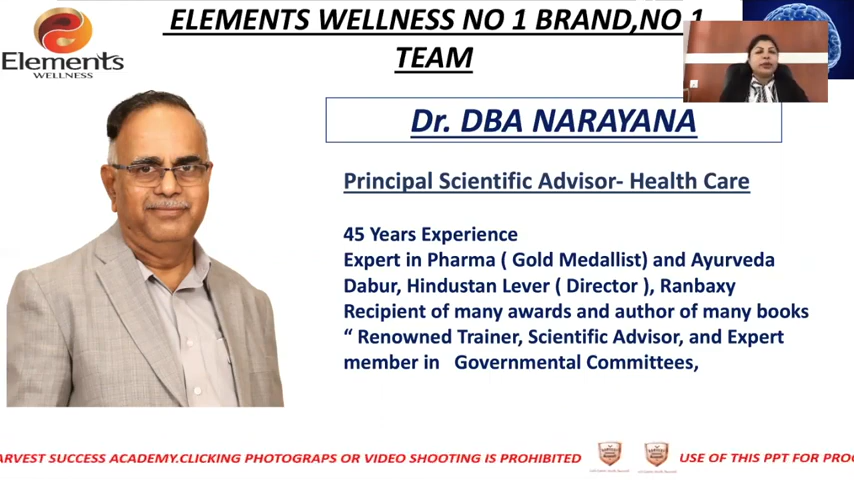 ELEMENTS WELLNESS NO 1 BRAND,NO 1
TEAM
Elements
WELLNESS
Dr. DBA NARAYANA
Principal Scientific Advisor- Health Care
45 Years Experience
Expert in Pharma ( Gold Medallist) and Ayurveda
Dabur, Hindustan Lever ( Director ), Ranbaxy
Recipient of many awards and author of many books
“ Renowned Trainer, Scientific Advisor, and Expert
member in Governmental Committees,
ARVEST SUCCESS ACADEMY.CLICKING PHOTOGRAPS OR VIDEO SHOOTING IS PROHIBITED USE OF THIS PPT FOR PROC